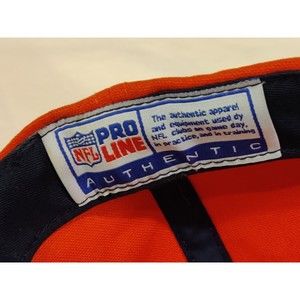 NFL
PRO
LINE
The authentic apparel
and equipment used by
NFL clubs on game day,
in practice, and in training
AUTHENTIC